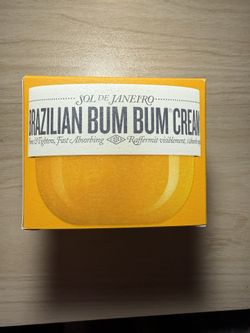 SOL DE JANEIRO
BRAZILIAN BUM BUM CREAM
Tightens, Fast Absorbing Raffermit visiblement,